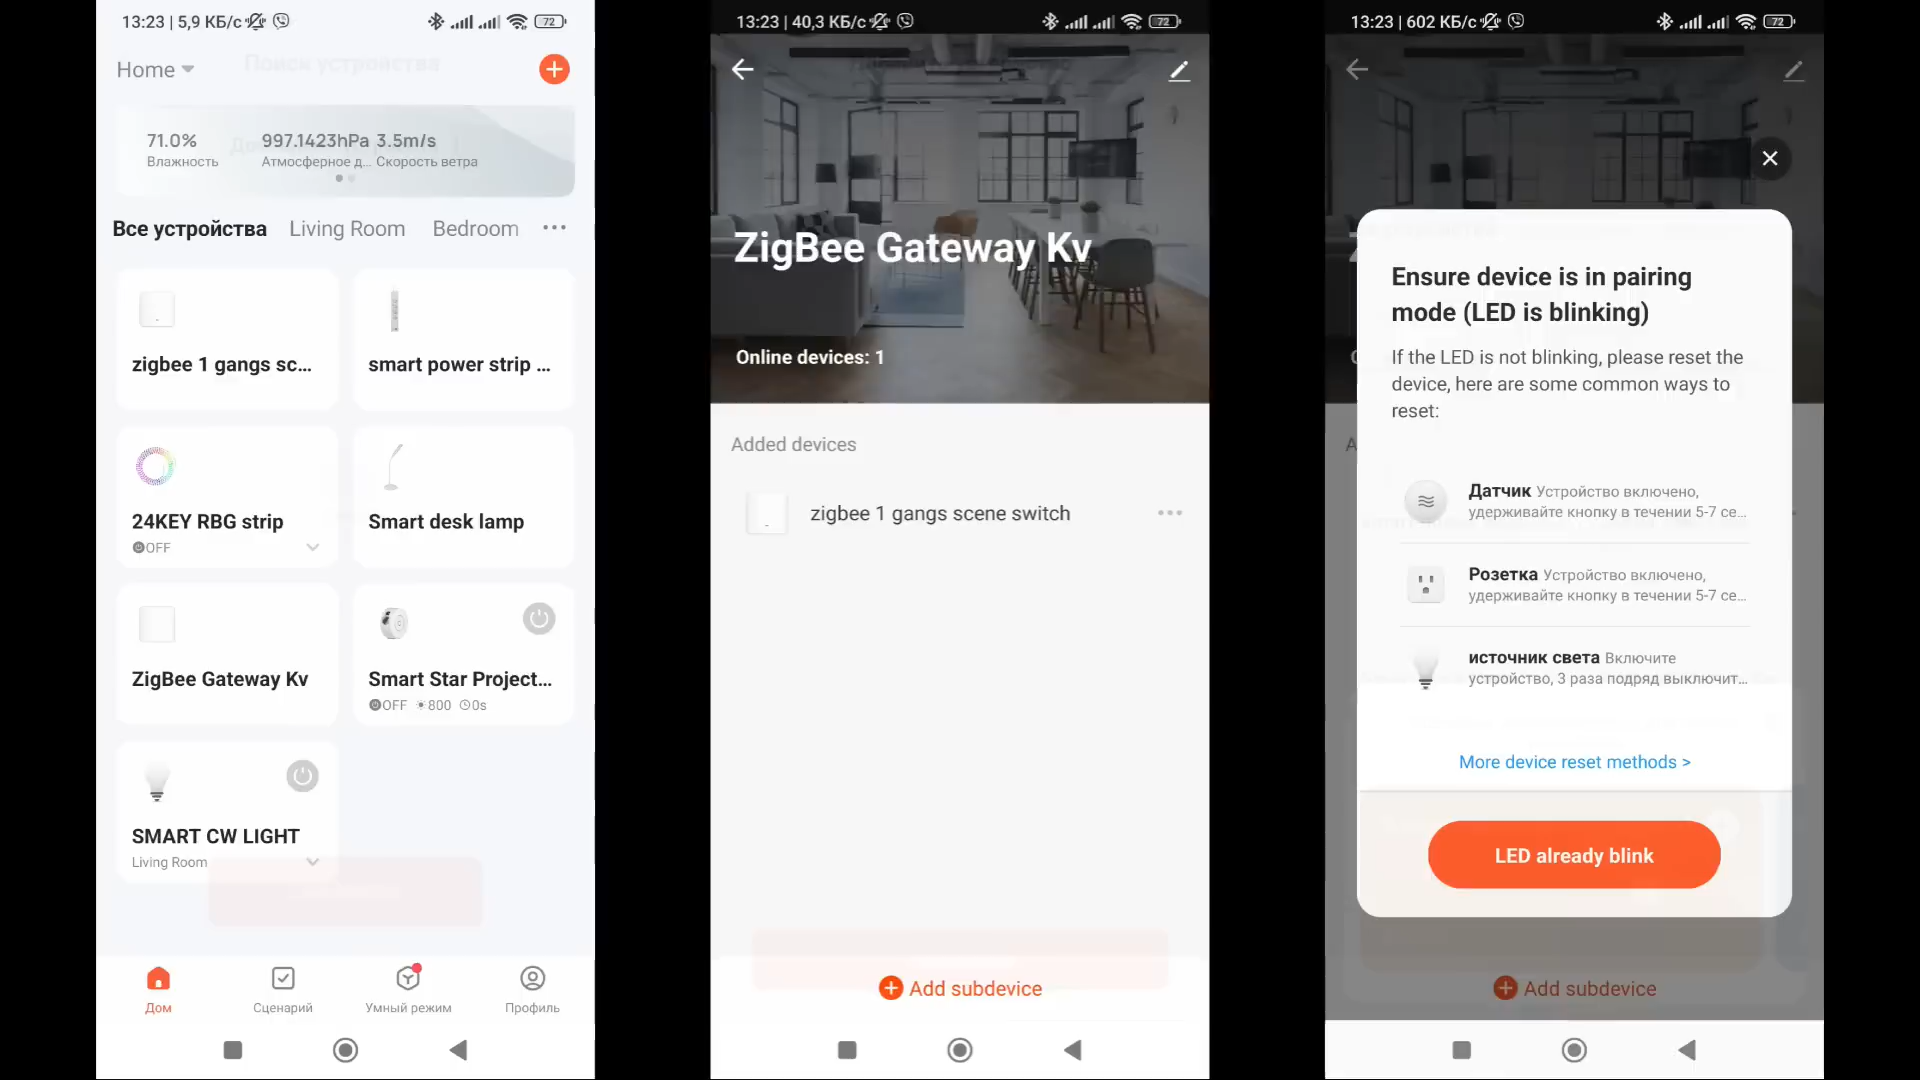 13:23 | 5,9 КБ/с
72
Home
Поиск устройства
71.0%
997.1423hPa
3.5m/s
Влажность
Атмосферное д...
Скорость ветра
Все устройства
Living Room
Bedroom
zigbee 1 gangs sc...
smart power strip ...
24KEY RBG strip
OFF
Smart desk lamp
ZigBee Gateway Kv
Smart Star Project...
OFF 800 0s
SMART CW LIGHT
Living Room
Дом
Сценарий
Умный режим
Профиль
13:23 | 40,3 КБ/с
72
ZigBee Gateway Kv
Online devices: 1
Added devices
zigbee 1 gangs scene switch
Add subdevice
13:23 | 602 КБ/с
72
Ensure device is in pairing
mode (LED is blinking)
If the LED is not blinking, please reset the
device, here are some common ways to
reset:
Датчик Устройство включено,
удерживайте кнопку в течении 5-7 се...
Розетка Устройство включено,
удерживайте кнопку в течении 5-7 се...
источник света Включите
устройство, 3 раза подряд выключит...
More device reset methods >
LED already blink
Add subdevice